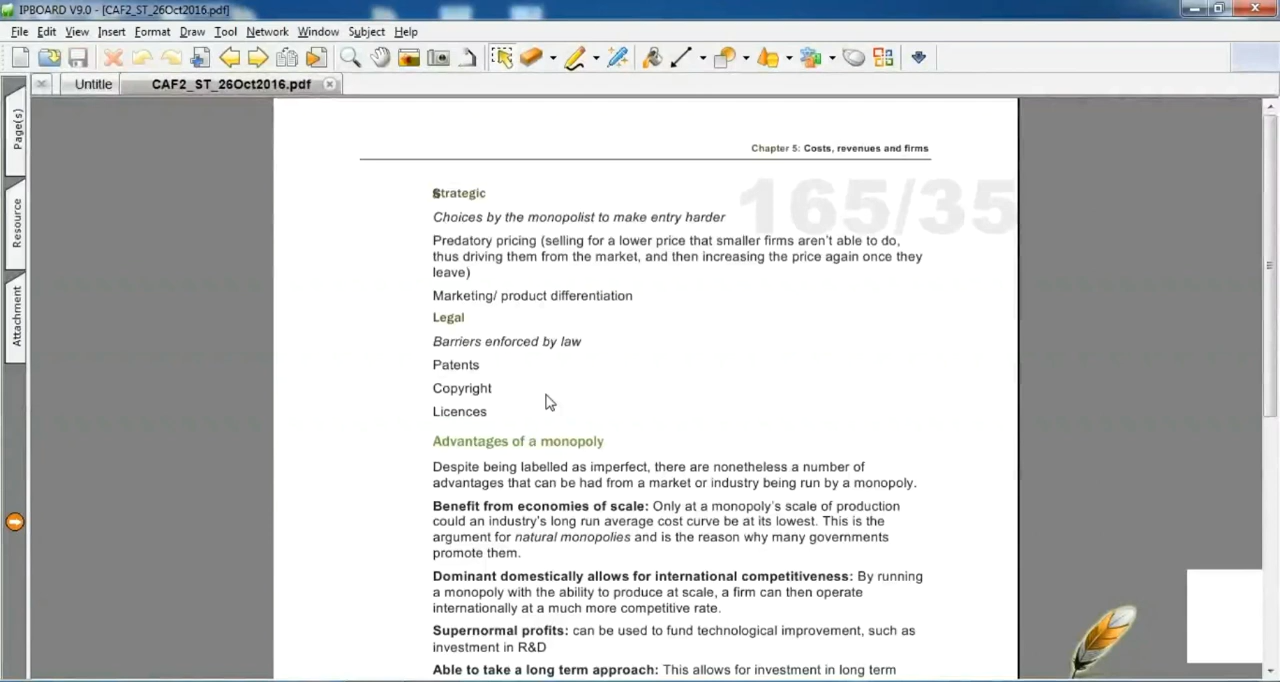 IPBOARD V9.0 - [CAF2_ST_26Oct2016.pdf]
File Edit View Insert Format Draw Tool Network Window Subject Help
Untitle CAF2_ST_26Oct2016.pdf
Page(s)
Resource
Attachment
Chapter 5: Costs, revenues and firms
165/35
Strategic
Choices by the monopolist to make entry harder
Predatory pricing (selling for a lower price that smaller firms aren't able to do,
thus driving them from the market, and then increasing the price again once they
leave)
Marketing/ product differentiation
Legal
Barriers enforced by law
Patents
Copyright
Licences
Advantages of a monopoly
Despite being labelled as imperfect, there are nonetheless a number of
advantages that can be had from a market or industry being run by a monopoly.
Benefit from economies of scale: Only at a monopoly's scale of production
could an industry's long run average cost curve be at its lowest. This is the
argument for natural monopolies and is the reason why many governments
promote them.
Dominant domestically allows for international competitiveness: By running
a monopoly with the ability to produce at scale, a firm can then operate
internationally at a much more competitive rate.
Supernormal profits: can be used to fund technological improvement, such as
investment in R&D
Able to take a long term approach: This allows for investment in long term